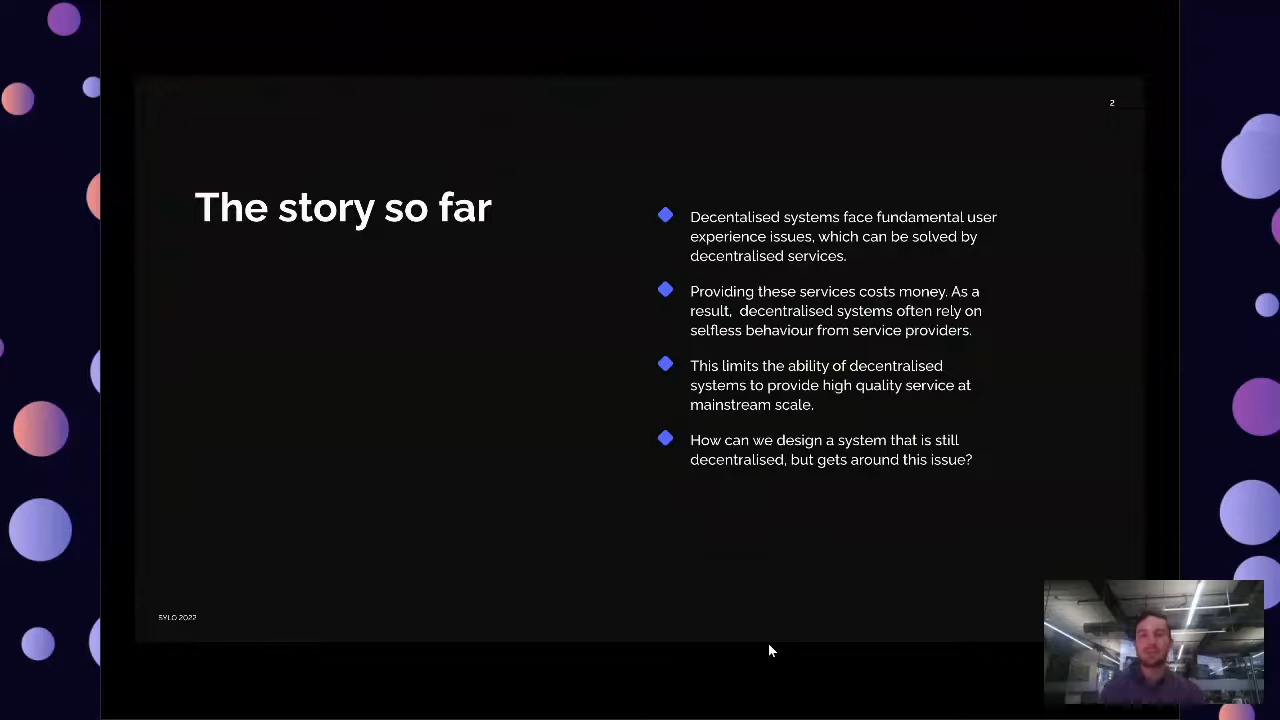 2
The story so far
Decentalised systems face fundamental user
experience issues, which can be solved by
decentralised services.
Providing these services costs money. As a
result,  decentralised systems often rely on
selfless behaviour from service providers.
This limits the ability of decentralised
systems to provide high quality service at
mainstream scale.
How can we design a system that is still
decentralised, but gets around this issue?
SYLO 2022